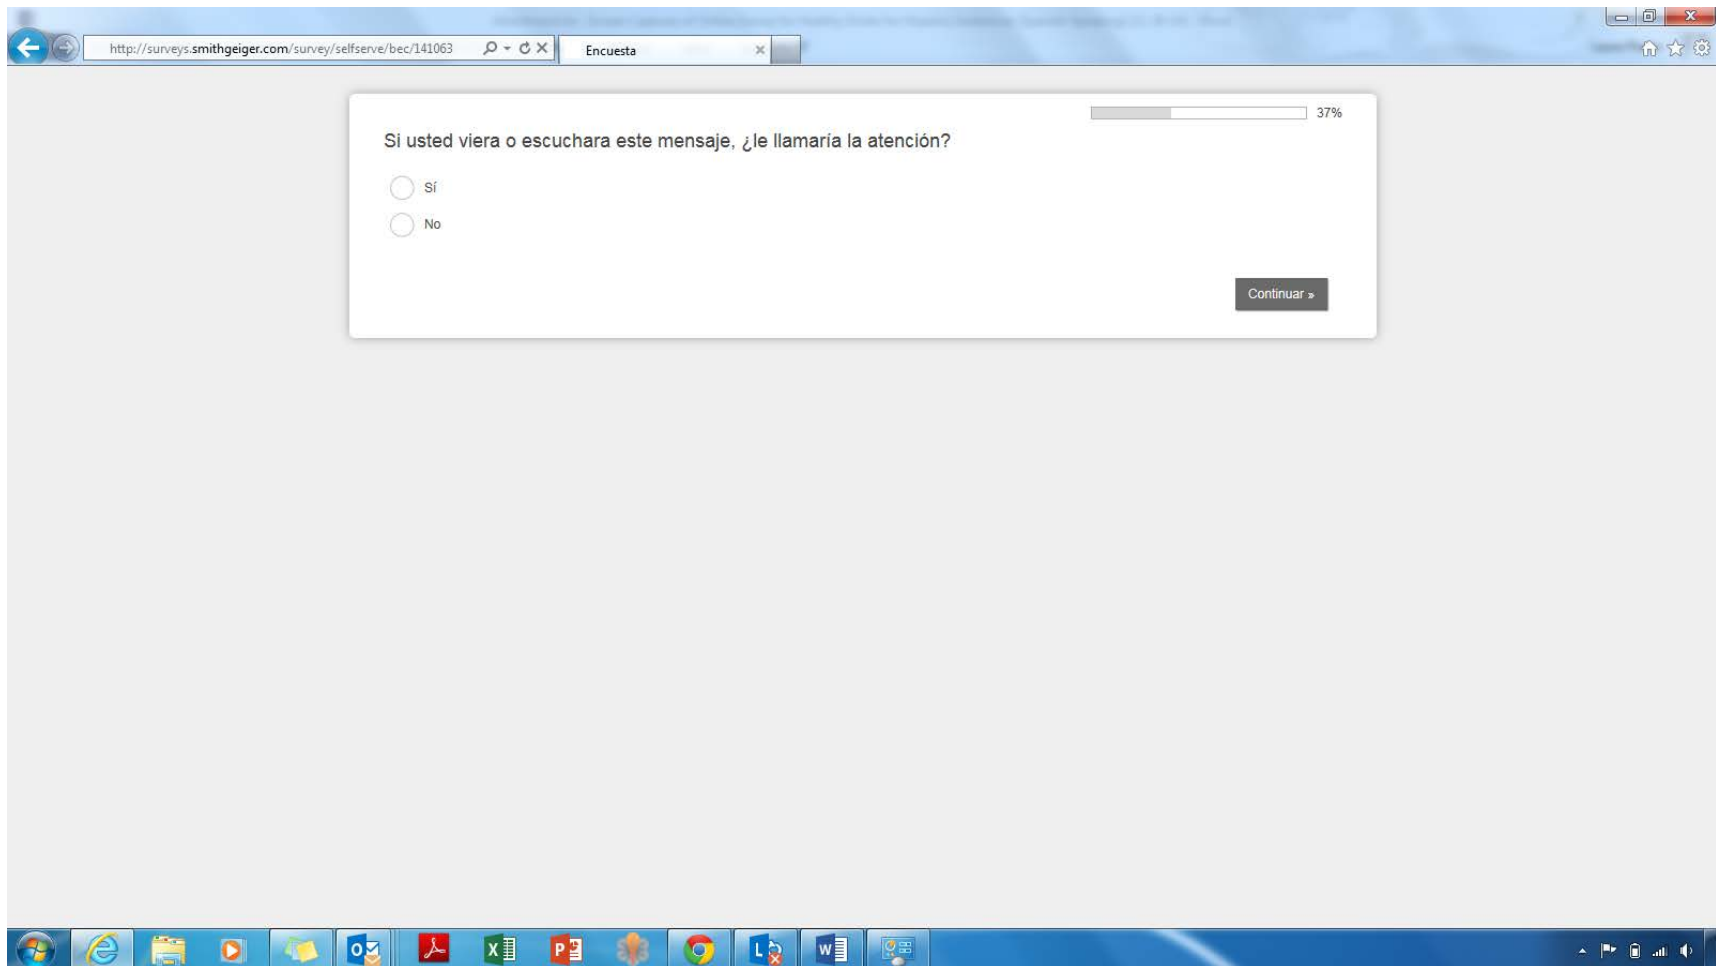 http://surveys.smithgeiger.com/survey/selfserve/bec/141063
Encuesta
37%
Si usted viera o escuchara este mensaje, ¿le llamaría la atención?
Sí
No
Continuar »